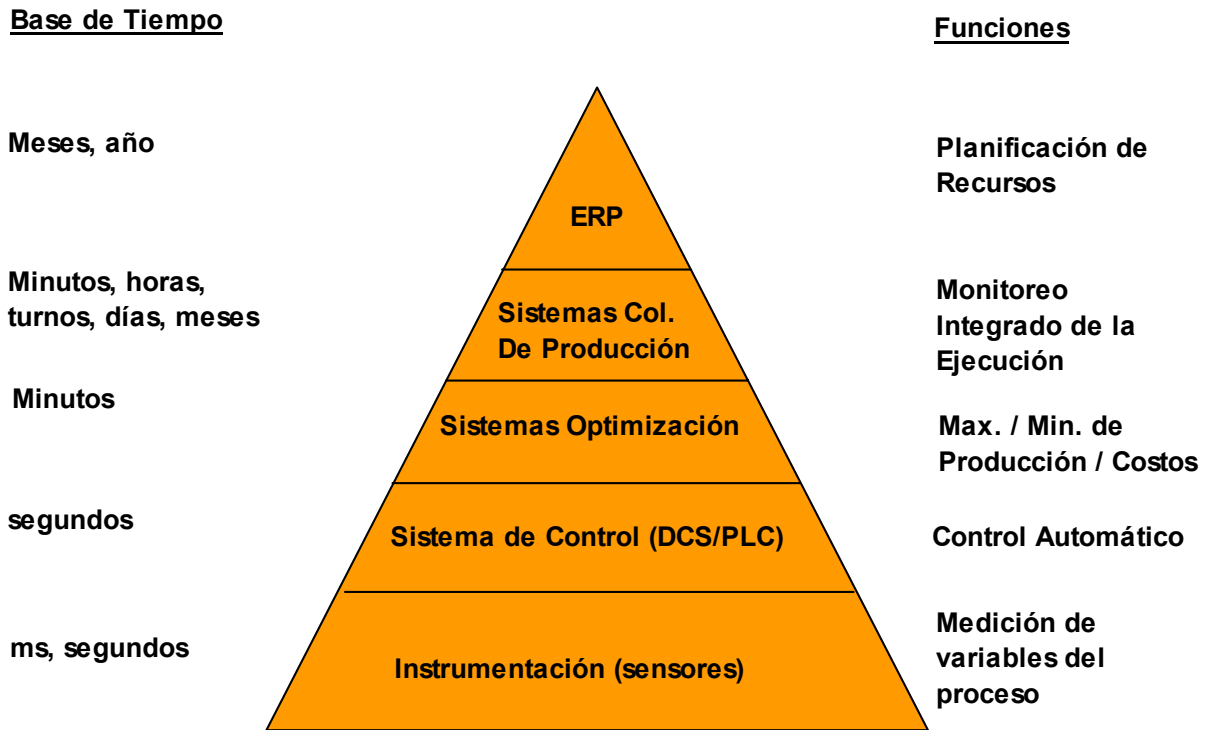 Base de Tiempo
Funciones
Meses, año
Planificación de
Recursos
ERP
Minutos, horas,
turnos, días, meses
Sistemas Col.
De Producción
Monitoreo
Integrado de la
Ejecución
Minutos
Sistemas Optimización
Max. / Min. de
Producción / Costos
segundos
Sistema de Control (DCS/PLC)
Control Automático
ms, segundos
Instrumentación (sensores)
Medición de
variables del
proceso